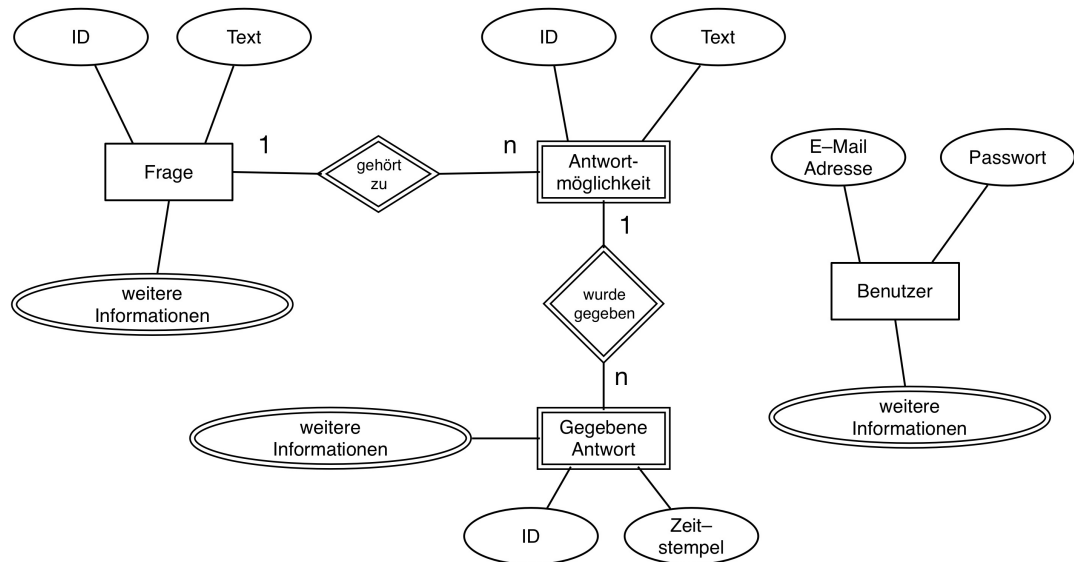 ID
Text
ID
Text
E–Mail
Adresse
Passwort
1
n
Frage
gehört
zu
Antwort-
möglichkeit
1
weitere
Informationen
wurde
gegeben
Benutzer
n
weitere
Informationen
weitere
Informationen
Gegebene
Antwort
ID
Zeit–
stempel